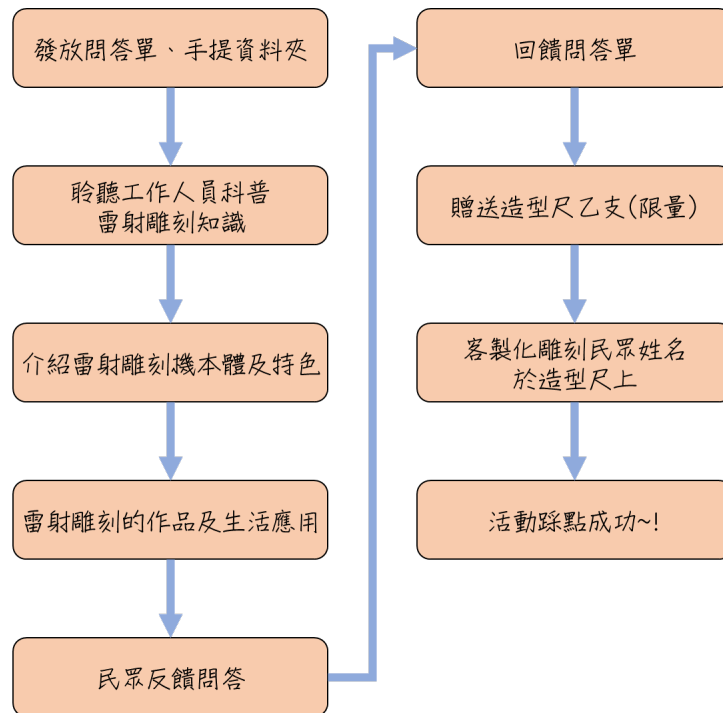 發放問答單、手提資料夾
聆聽工作人員科普
雷射雕刻知識
介紹雷射雕刻機本體及特色
雷射雕刻的作品及生活應用
民眾反饋問答
回饋問答單
贈送造型尺乙支(限量)
客製化雕刻民眾姓名
於造型尺上
活動踩點成功~!